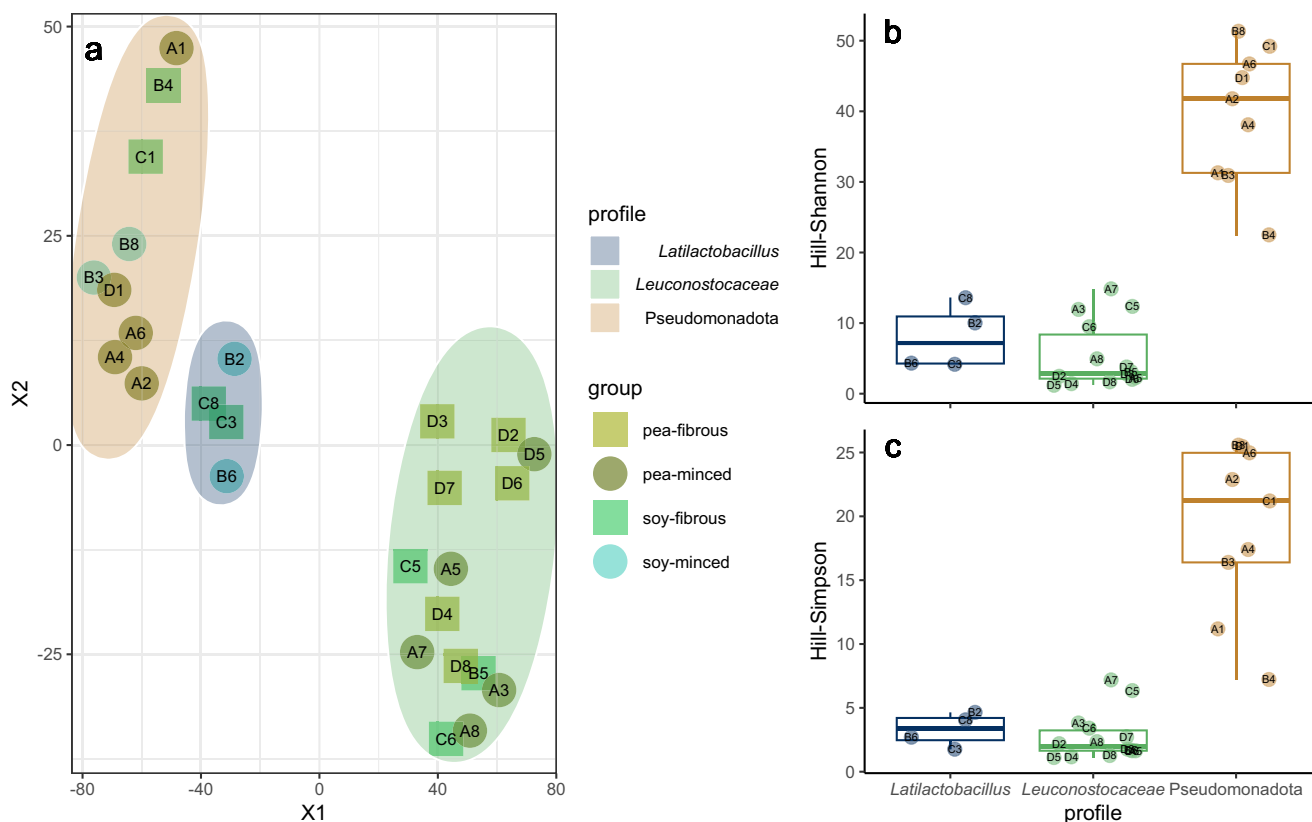 a
50
25
0
-25
X2
A1
B4
C1
B8
B3
D1
A6
A4
A2
B2
C8
C3
B6
D3
D2
D5
D7
D6
C5
A5
D4
A7
D8
B5
A3
C6
A8
-80
-40
0
40
80
X1
profile
Latilactobacillus
Leuconostocaceae
Pseudomonadota
group
pea-fibrous
pea-minced
soy-fibrous
soy-minced
b
Hill-Shannon
50
40
30
20
10
0
B8
C1
A6
D1
A2
A4
A1
B3
B4
C8
B2
B6
C3
A7
A3
C5
C6
A8
D7
D2
D5
D4
D8
c
Hill-Simpson
25
20
15
10
5
0
D1
A6
A2
C1
A4
B3
A1
B4
B2
C8
B6
C3
A7
C5
A3
C6
D7
D2
A8
D5
D4
D8
Latilactobacillus Leuconostocaceae Pseudomonadota
profile